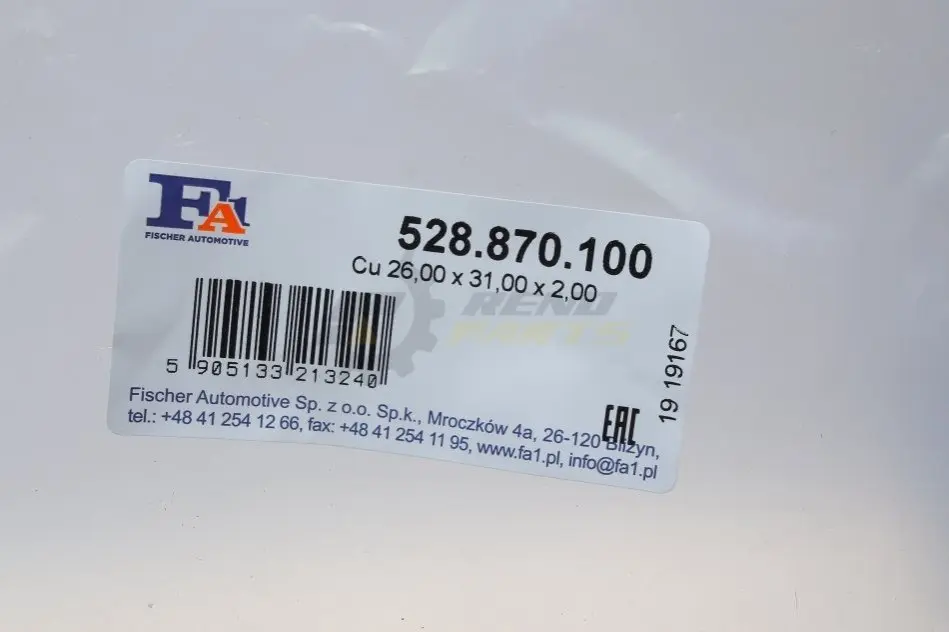 FA1
FISCHER AUTOMOTIVE
528.870.100
Cu 26,00 x 31,00 x 2,00
RENO
PARTS
5 905133 213240
19 19167
EAC
Fischer Automotive Sp. z o.o. Sp.k., Mroczków 4a, 26-120 Bliżyn,
tel.: +48 41 254 12 66, fax: +48 41 254 11 95, www.fa1.pl, info@fa1.pl